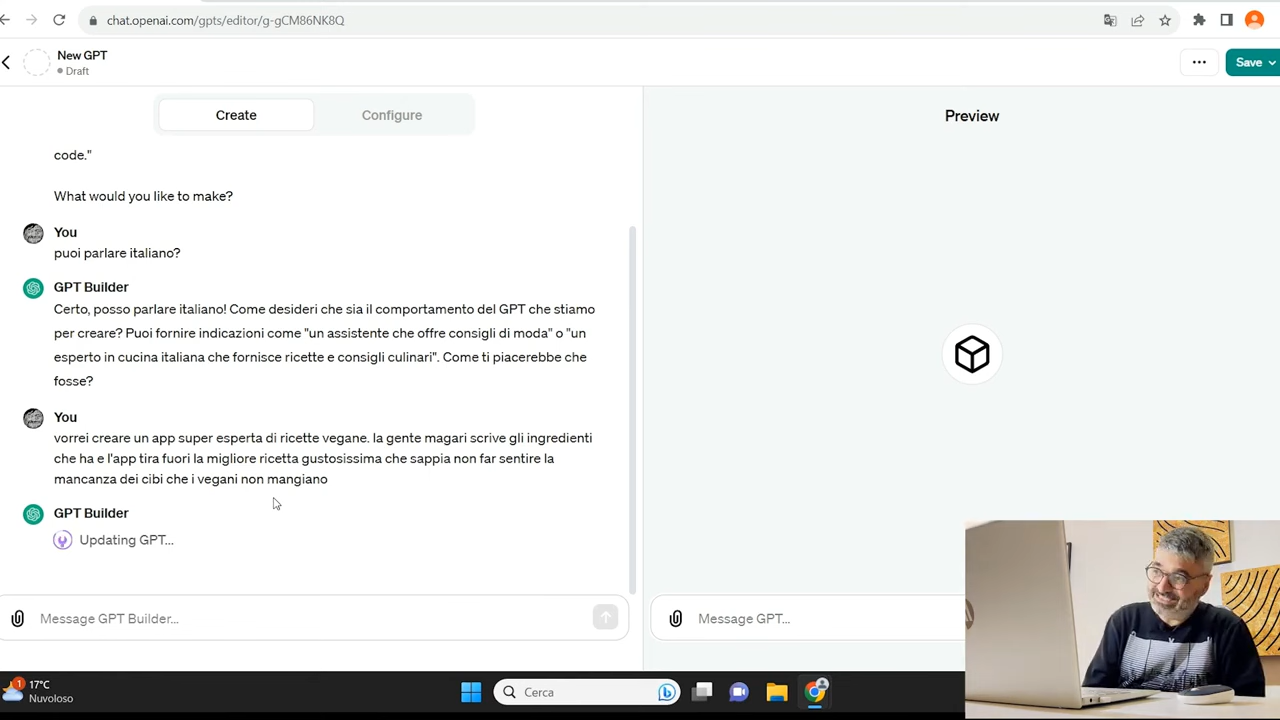 chat.openai.com/gpts/editor/g-gCM86NK8Q
New GPT
Draft
Save
Create
Configure
Preview
code."
What would you like to make?
You
puoi parlare italiano?
GPT Builder
Certo, posso parlare italiano! Come desideri che sia il comportamento del GPT che stiamo
per creare? Puoi fornire indicazioni come "un assistente che offre consigli di moda" o "un
esperto in cucina italiana che fornisce ricette e consigli culinari". Come ti piacerebbe che
fosse?
You
vorrei creare un app super esperta di ricette vegane. la gente magari scrive gli ingredienti
che ha e l'app tira fuori la migliore ricetta gustosissima che sappia non far sentire la
mancanza dei cibi che i vegani non mangiano
GPT Builder
Updating GPT...
Message GPT Builder...
Message GPT...
1
17°C
Nuvoloso
Cerca